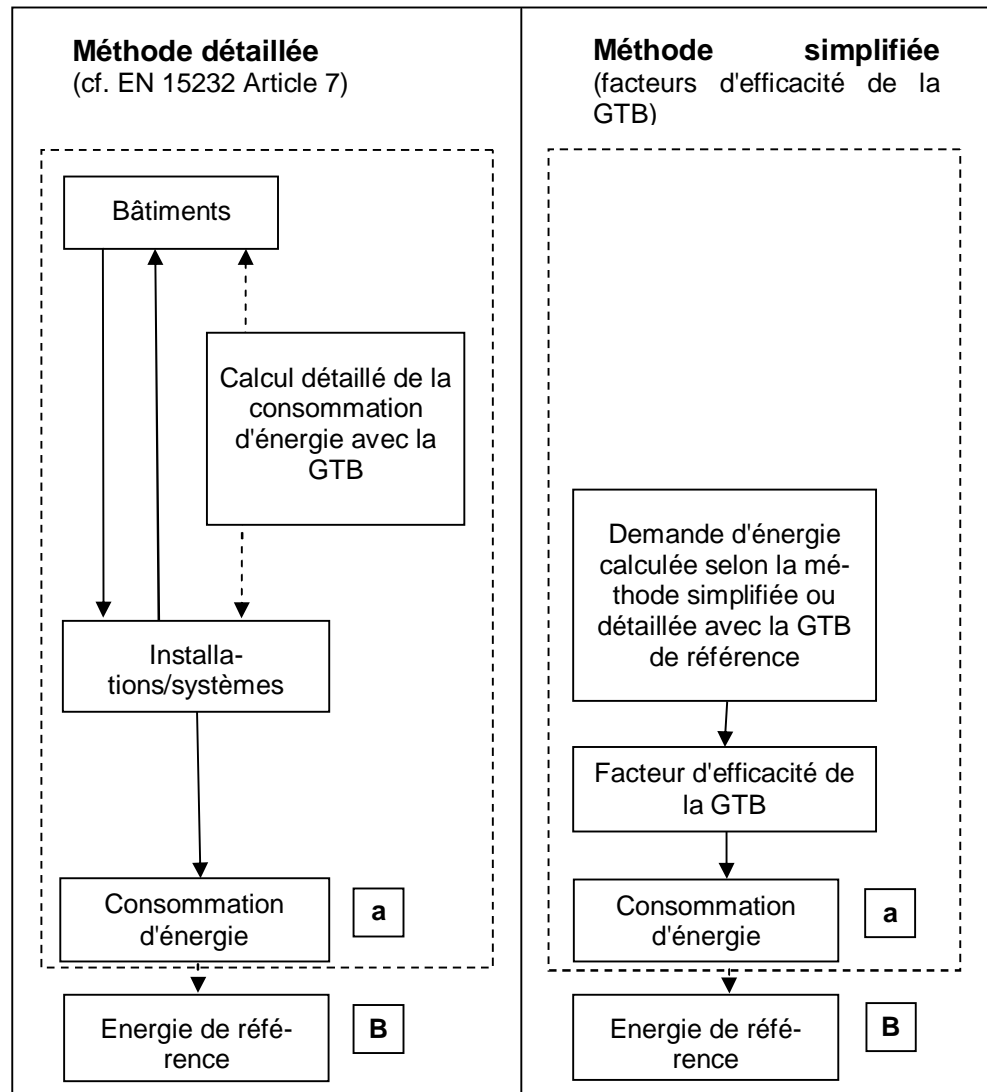 Méthode détaillée
(cf. EN 15232 Article 7)
Bâtiments
Calcul détaillé de la
consommation
d'énergie avec la
GTB
Installa-
tions/systèmes
Consommation
d'énergie
a
Energie de réfé-
rence
B
Méthode simplifiée
(facteurs d'efficacité de la
GTB)
Demande d'énergie
calculée selon la mé-
thode simplifiée ou
détaillée avec la GTB
de référence
Facteur d'efficacité de
la GTB
Consommation
d'énergie
a
Energie de réfé-
rence
B